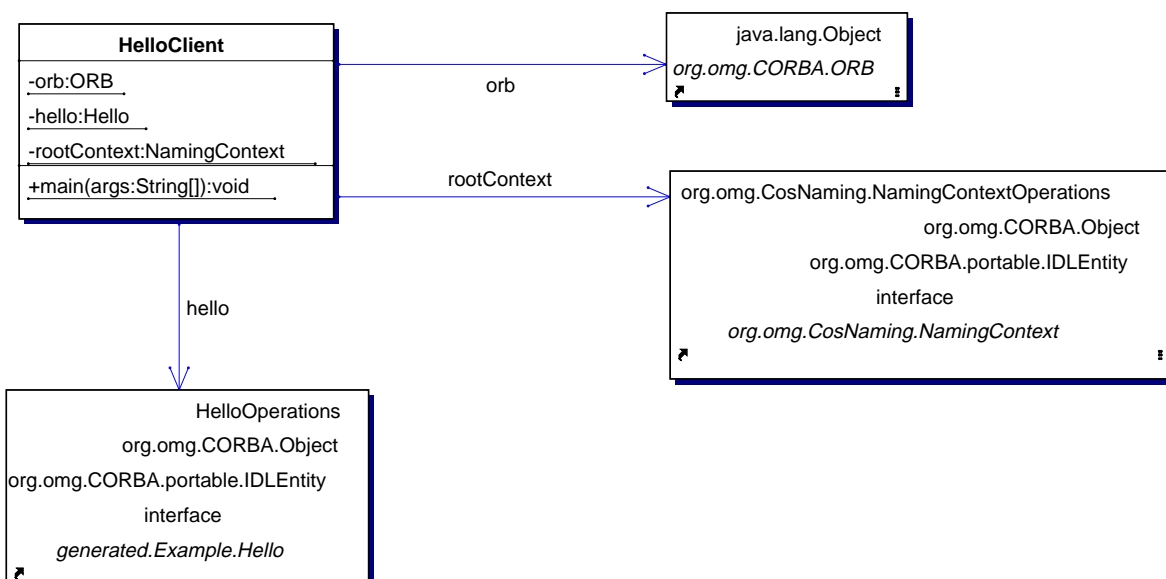 HelloClient
-orb:ORB
-hello:Hello
-rootContext:NamingContext
+main(args:String[]):void
orb
java.lang.Object
org.omg.CORBA.ORB
rootContext
org.omg.CosNaming.NamingContextOperations
org.omg.CORBA.Object
org.omg.CORBA.portable.IDLEntity
interface
org.omg.CosNaming.NamingContext
hello
HelloOperations
org.omg.CORBA.Object
org.omg.CORBA.portable.IDLEntity
interface
generated.Example.Hello